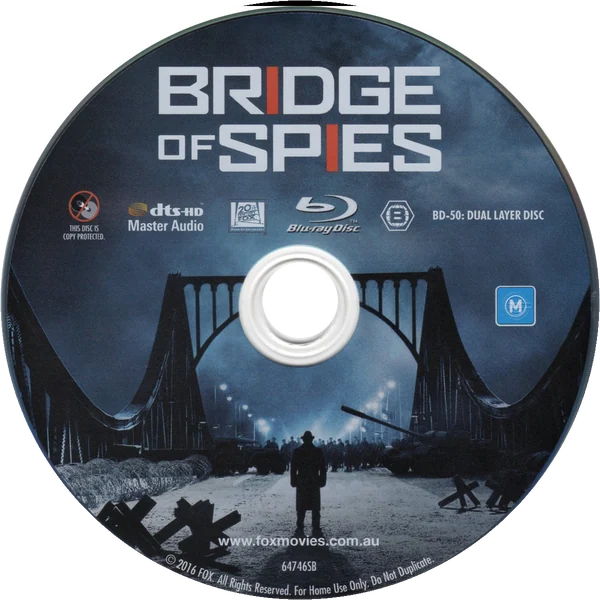 BRIDGE
OF SPIES
THIS DISC IS
COPY PROTECTED.
dts-HD
Master Audio
20th
CENTURY
FOX
Blu-ray Disc
TM
B
BD-50: DUAL LAYER DISC
M
www.foxmovies.com.au
64746SB
© 2016 FOX. All Rights Reserved. For Home Use Only. Do Not Duplicate.